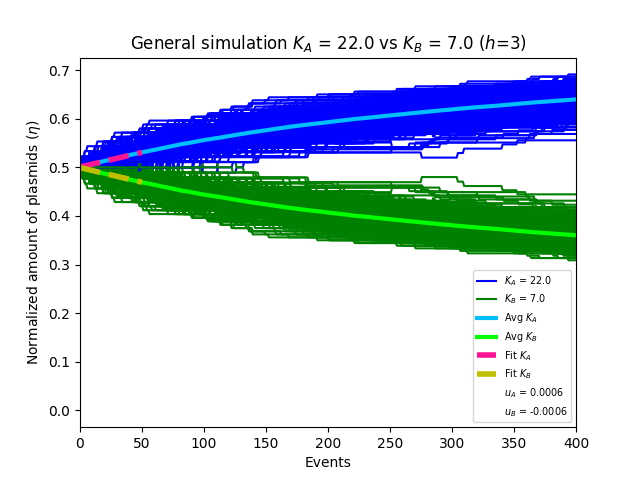 General simulation K_A = 22.0 vs K_B = 7.0 (h=3)
0.7
0.6
0.5
0.4
0.3
0.2
0.1
0.0
Normalized amount of plasmids (η)
K_A = 22.0
K_B = 7.0
Avg K_A
Avg K_B
Fit K_A
Fit K_B
u_A = 0.0006
u_B = -0.0006
0 50 100 150 200 250 300 350 400
Events